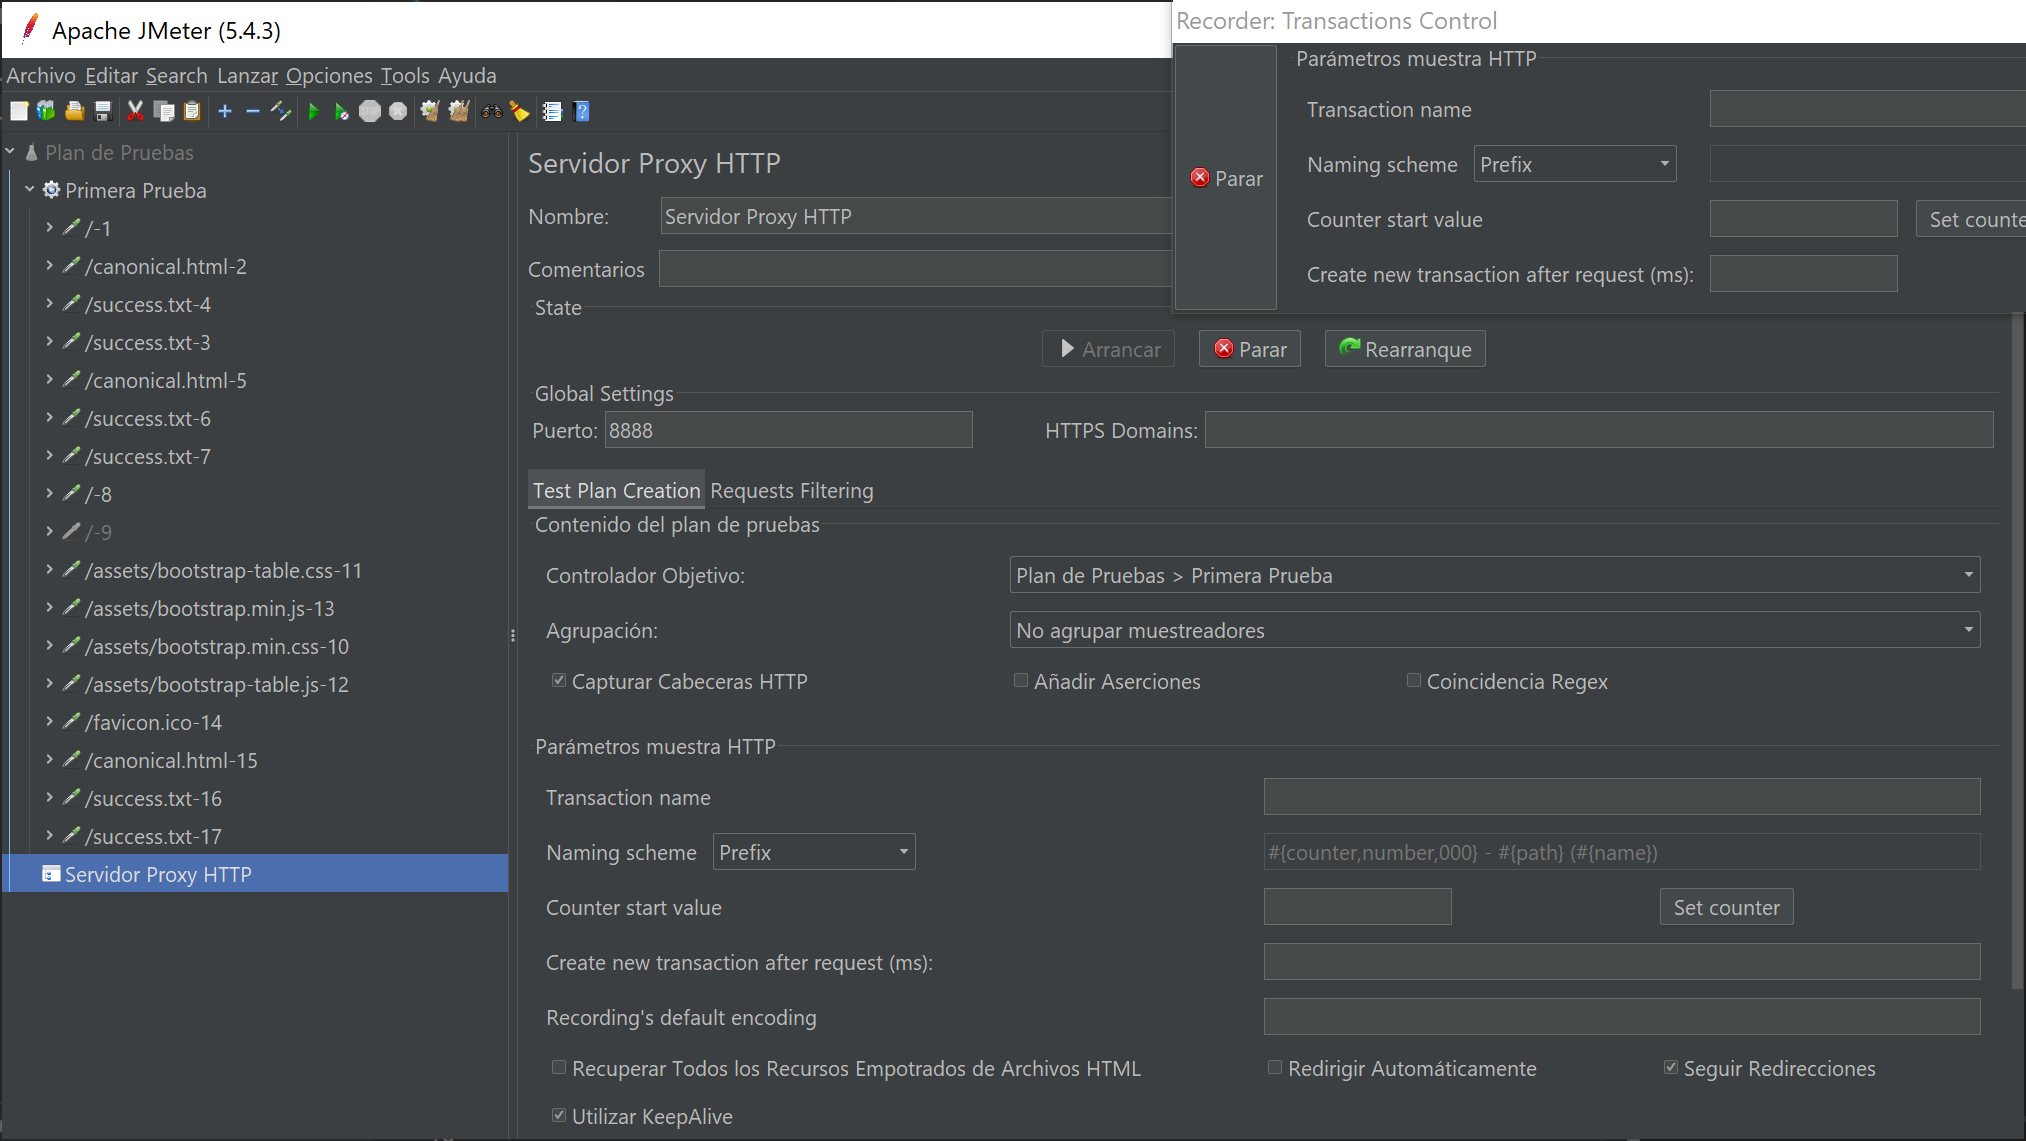 Apache JMeter (5.4.3)
Archivo Editar Search Lanzar Opciones Tools Ayuda
Plan de Pruebas
Primera Prueba
/-1
/canonical.html-2
/success.txt-4
/success.txt-3
/canonical.html-5
/success.txt-6
/success.txt-7
/-8
/-9
/assets/bootstrap-table.css-11
/assets/bootstrap.min.js-13
/assets/bootstrap.min.css-10
/assets/bootstrap-table.js-12
/favicon.ico-14
/canonical.html-15
/success.txt-16
/success.txt-17
Servidor Proxy HTTP
Recorder: Transactions Control
Parar
Parámetros muestra HTTP
Transaction name
Naming scheme Prefix
Counter start value Set counte
Create new transaction after request (ms):
Servidor Proxy HTTP
Nombre: Servidor Proxy HTTP
Comentarios
State
Arrancar Parar Rearranque
Global Settings
Puerto: 8888 HTTPS Domains:
Test Plan Creation Requests Filtering
Contenido del plan de pruebas
Controlador Objetivo: Plan de Pruebas > Primera Prueba
Agrupación: No agrupar muestreadores
Capturar Cabeceras HTTP Añadir Aserciones Coincidencia Regex
Parámetros muestra HTTP
Transaction name
Naming scheme Prefix #{counter,number,000} - #{path} (#{name})
Counter start value Set counter
Create new transaction after request (ms):
Recording's default encoding
Recuperar Todos los Recursos Empotrados de Archivos HTML Redirigir Automáticamente Seguir Redirecciones
Utilizar KeepAlive